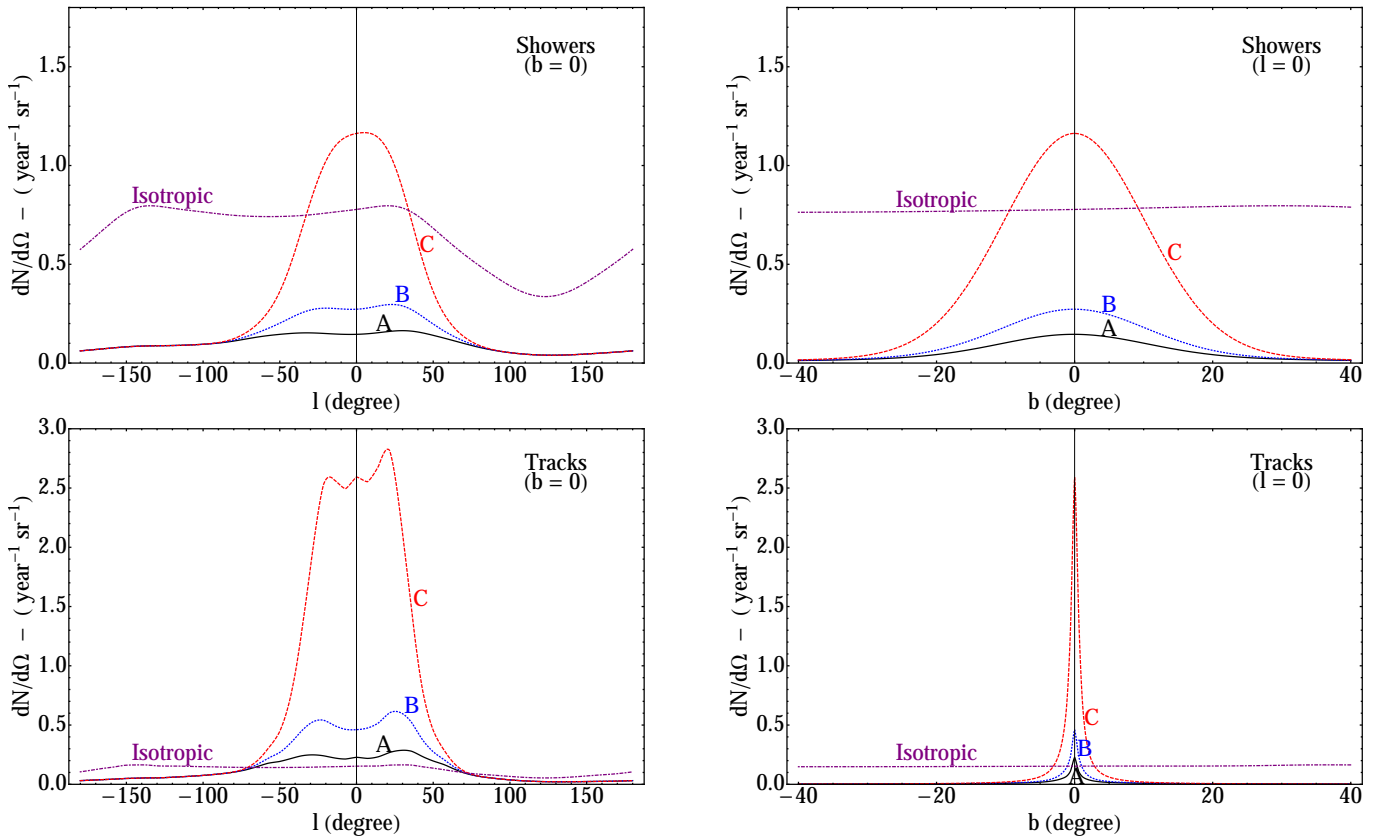 Showers
(b = 0)
Isotropic
C
B
A
dN/dΩ − ( year⁻¹ sr⁻¹)
0.0
0.5
1.0
1.5
−150 −100 −50 0 50 100 150
l (degree)
Showers
(l = 0)
Isotropic
C
B
A
dN/dΩ − ( year⁻¹ sr⁻¹)
0.0
0.5
1.0
1.5
−40 −20 0 20 40
b (degree)
Tracks
(b = 0)
Isotropic
C
B
A
dN/dΩ − ( year⁻¹ sr⁻¹)
0.0
0.5
1.0
1.5
2.0
2.5
3.0
−150 −100 −50 0 50 100 150
l (degree)
Tracks
(l = 0)
Isotropic
C
B
A
dN/dΩ − ( year⁻¹ sr⁻¹)
0.0
0.5
1.0
1.5
2.0
2.5
3.0
−40 −20 0 20 40
b (degree)